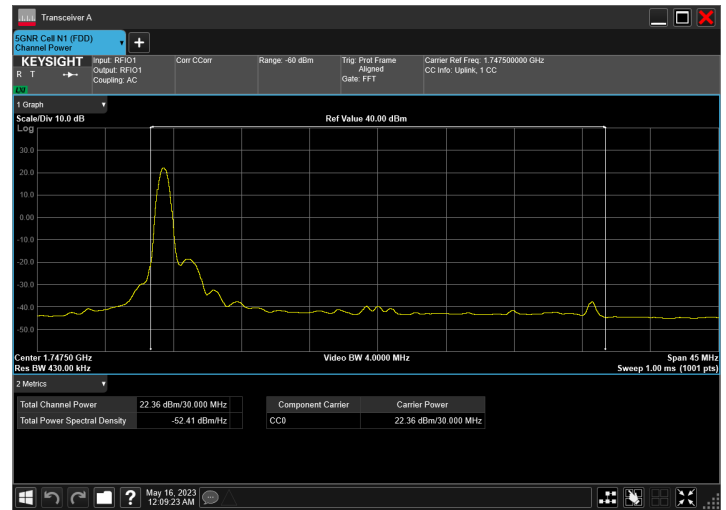 Transceiver A
5GNR Cell N1 (FDD)
Channel Power
KEYSIGHT
R T
LXI
Input: RFIO1
Output: RFIO1
Coupling: AC
Corr CCorr
Range: -60 dBm
Trig: Prot Frame
Aligned
Gate: FFT
Carrier Ref Freq: 1.747500000 GHz
CC Info: Uplink, 1 CC
1 Graph
Scale/Div 10.0 dB
Ref Value 40.00 dBm
Log
30.0
20.0
10.0
0.00
-10.0
-20.0
-30.0
-40.0
-50.0
Center 1.74750 GHz
Video BW 4.0000 MHz
Span 45 MHz
Res BW 430.00 kHz
Sweep 1.00 ms (1001 pts)
2 Metrics
Total Channel Power 22.36 dBm/30.000 MHz
Total Power Spectral Density -52.41 dBm/Hz
Component Carrier Carrier Power
CC0 22.36 dBm/30.000 MHz
?
May 16, 2023
12:09:23 AM